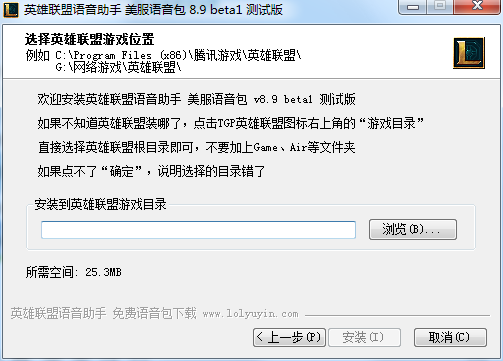 英雄联盟语音助手 美服语音包 8.9 beta1 测试版
选择英雄联盟游戏位置
例如 C:\Program Files (x86)\腾讯游戏\英雄联盟\
G:\网络游戏\英雄联盟\
欢迎安装英雄联盟语音助手 美服语音包 v8.9 beta1 测试版
如果不知道英雄联盟装哪了，点击TGP英雄联盟图标右上角的“游戏目录”
直接选择英雄联盟根目录即可，不要加上Game、Air等文件夹
如果点不了“确定”，说明选择的目录错了
安装到英雄联盟游戏目录
浏览(B)...
所需空间: 25.3MB
英雄联盟语音助手 免费语音包下载 www.lolyuyin.com
< 上一步(P)
安装(I)
取消(C)